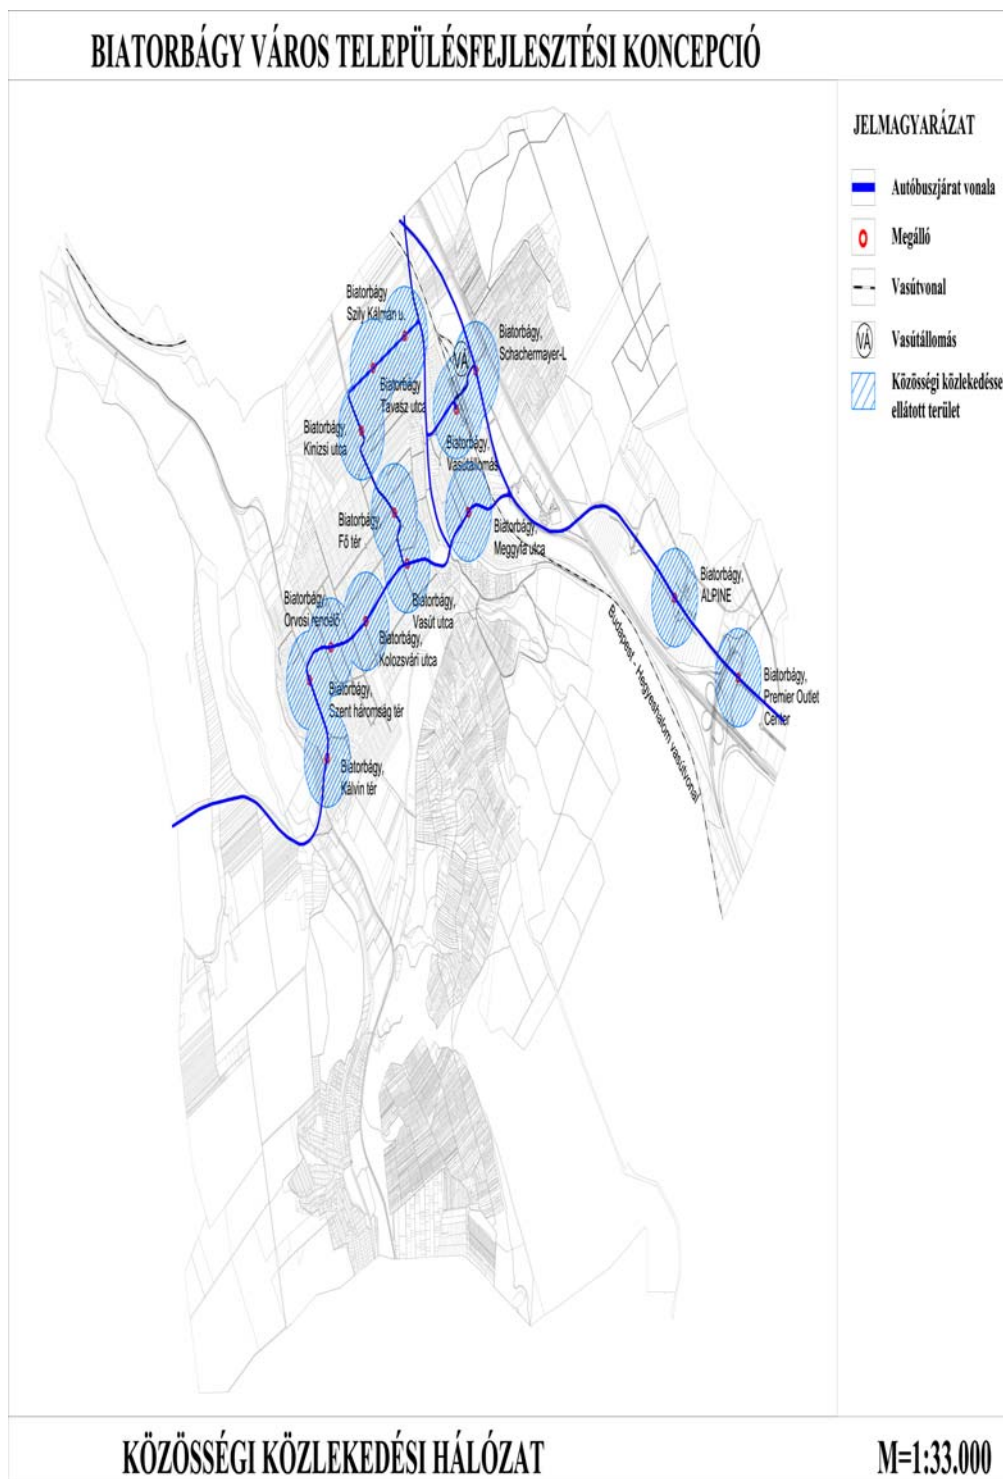 BIATORBÁGY VÁROS TELEPÜLÉSFEJLESZTÉSI KONCEPCIÓ
JELMAGYARÁZAT
Autóbuszjárat vonala
Megálló
Vasútvonal
VÁ
Vasútállomás
Közösségi közlekedésse
ellátott terület
Biatorbágy
Szily Kálmán u.
Biatorbágy,
Schachermayer-L
VÁ
Biatorbágy
Tavasz utca
Biatorbágy
Kinizsi utca
Biatorbágy,
Vasútállomás
Biatorbágy,
Fő tér
Biatorbágy,
Meggyfa utca
Biatorbágy,
ALPINE
Biatorbágy,
Orvosi rendelő
Biatorbágy,
Vasút utca
Biatorbágy,
Kolozsvári utca
Budapest - Hegyeshalom vasútvonal
Biatorbágy,
Szent háromság tér
Biatorbágy,
Premier Outlet
Center
Biatorbágy,
Kálvin tér
KÖZÖSSÉGI KÖZLEKEDÉSI HÁLÓZAT
M=1:33.000